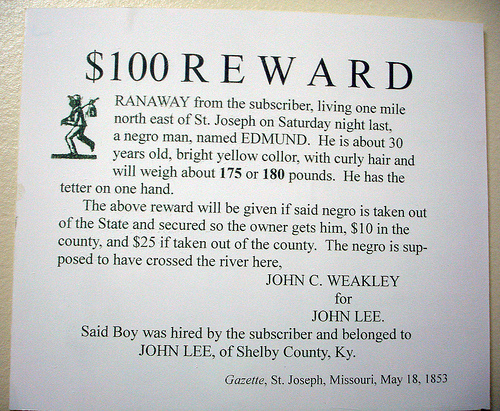 $100 REWARD
RANAWAY from the subscriber, living one mile
north east of St. Joseph on Saturday night last,
a negro man, named EDMUND. He is about 30
years old, bright yellow collor, with curly hair and
will weigh about 175 or 180 pounds. He has the
tetter on one hand.
The above reward will be given if said negro is taken out
of the State and secured so the owner gets him, $10 in the
county, and $25 if taken out of the county. The negro is sup-
posed to have crossed the river here,
JOHN C. WEAKLEY
for
JOHN LEE.
Said Boy was hired by the subscriber and belonged to
JOHN LEE, of Shelby County, Ky.
Gazette, St. Joseph, Missouri, May 18, 1853